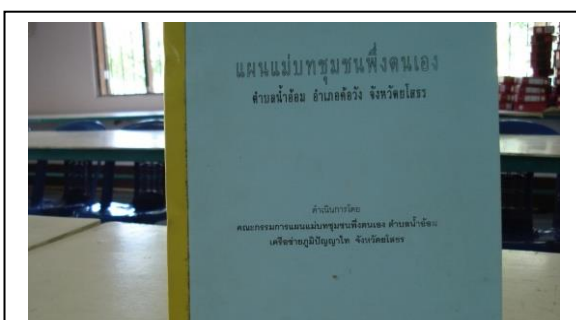 แผนแม่บทชุมชนพึ่งตนเอง
ตำบลน้ำอ้อม อำเภอค้อวัง จังหวัดยโสธร
ดำเนินการโดย
คณะกรรมการแผนแม่บทชุมชนพึ่งตนเอง ตำบลน้ำอ้อม
เครือข่ายภูมิปัญญาไท จังหวัดยโสธร